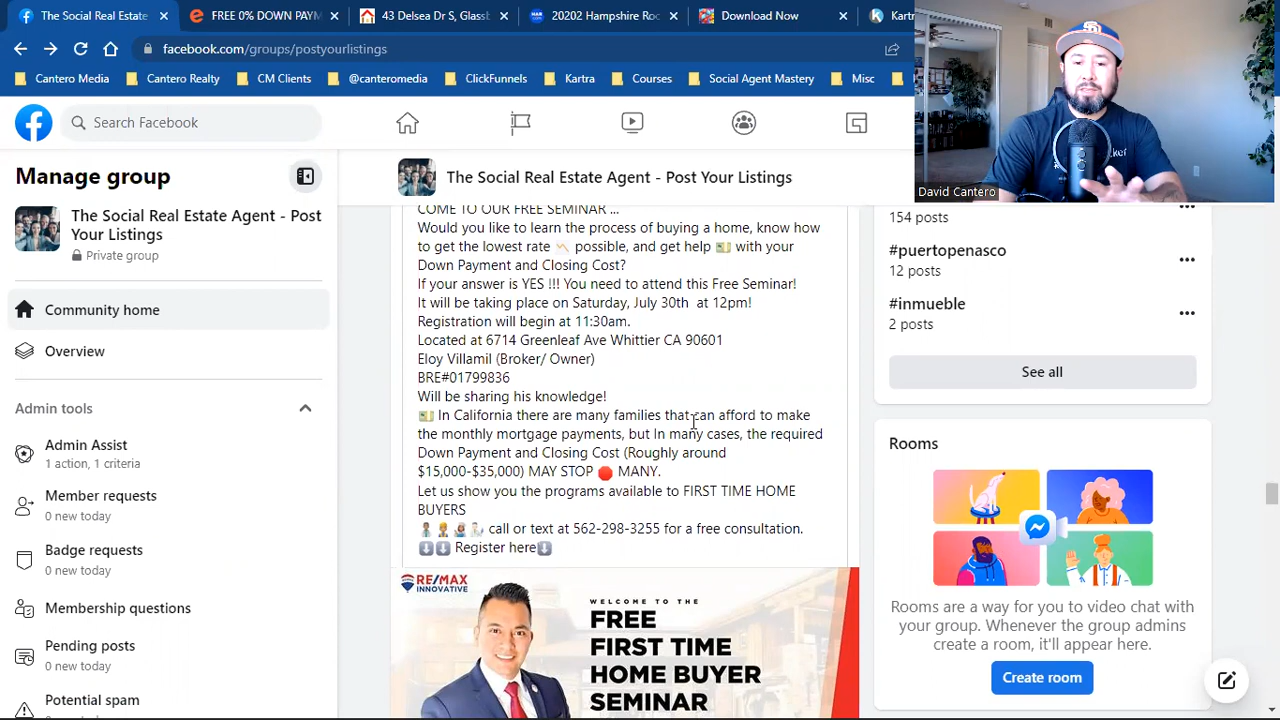 The Social Real Estate
FREE 0% DOWN PAYM
43 Delsea Dr S, Glassb
20202 Hampshire Roc
Download Now
Kartr
facebook.com/groups/postyourlistings
Cantero Media
Cantero Realty
CM Clients
@canteromedia
ClickFunnels
Kartra
Courses
Social Agent Mastery
Misc
Search Facebook
David Cantero
Manage group
The Social Real Estate Agent - Post Your Listings
The Social Real Estate Agent - Post
Your Listings
Private group
Community home
Overview
Admin tools
Admin Assist
1 action, 1 criteria
Member requests
0 new today
Badge requests
0 new today
Membership questions
Pending posts
0 new today
Potential spam
COME TO OUR FREE SEMINAR ...
Would you like to learn the process of buying a home, know how
to get the lowest rate 📉 possible, and get help 💵 with your
Down Payment and Closing Cost?
If your answer is YES !!! You need to attend this Free Seminar!
It will be taking place on Saturday, July 30th at 12pm!
Registration will begin at 11:30am.
Located at 6714 Greenleaf Ave Whittier CA 90601
Eloy Villamil (Broker/ Owner)
BRE#01799836
Will be sharing his knowledge!
💵 In California there are many families that can afford to make
the monthly mortgage payments, but In many cases, the required
Down Payment and Closing Cost (Roughly around
$15,000-$35,000) MAY STOP 🛑 MANY.
Let us show you the programs available to FIRST TIME HOME
BUYERS
call or text at 562-298-3255 for a free consultation.
⬇️⬇️ Register here⬇️
RE/MAX
INNOVATIVE
WELCOME TO THE
FREE
FIRST TIME
HOME BUYER
SEMINAR
154 posts
#puertopenasco
12 posts
#inmueble
2 posts
See all
Rooms
Rooms are a way for you to video chat with
your group. Whenever the group admins
create a room, it'll appear here.
Create room